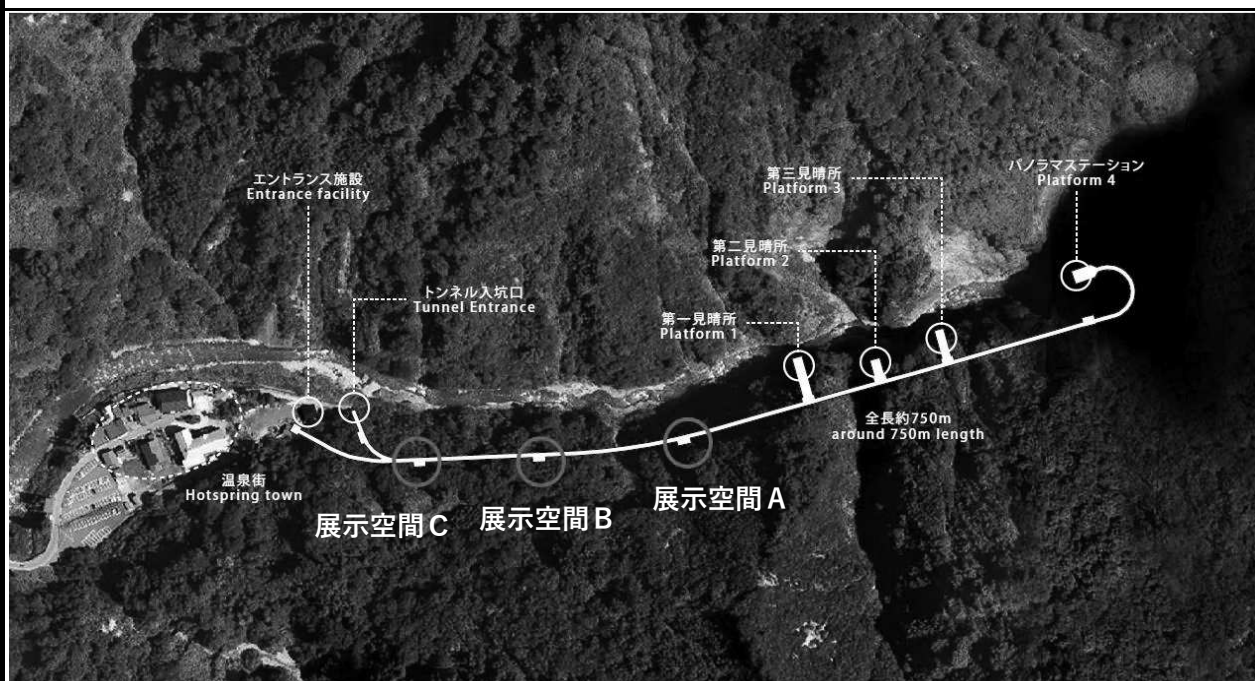 エントランス施設
Entrance facility
トンネル入坑口
Tunnel Entrance
第一見晴所
Platform 1
第二見晴所
Platform 2
第三見晴所
Platform 3
パノラマステーション
Platform 4
全長約750m
around 750m length
温泉街
Hotspring town
展示空間C
展示空間B
展示空間A